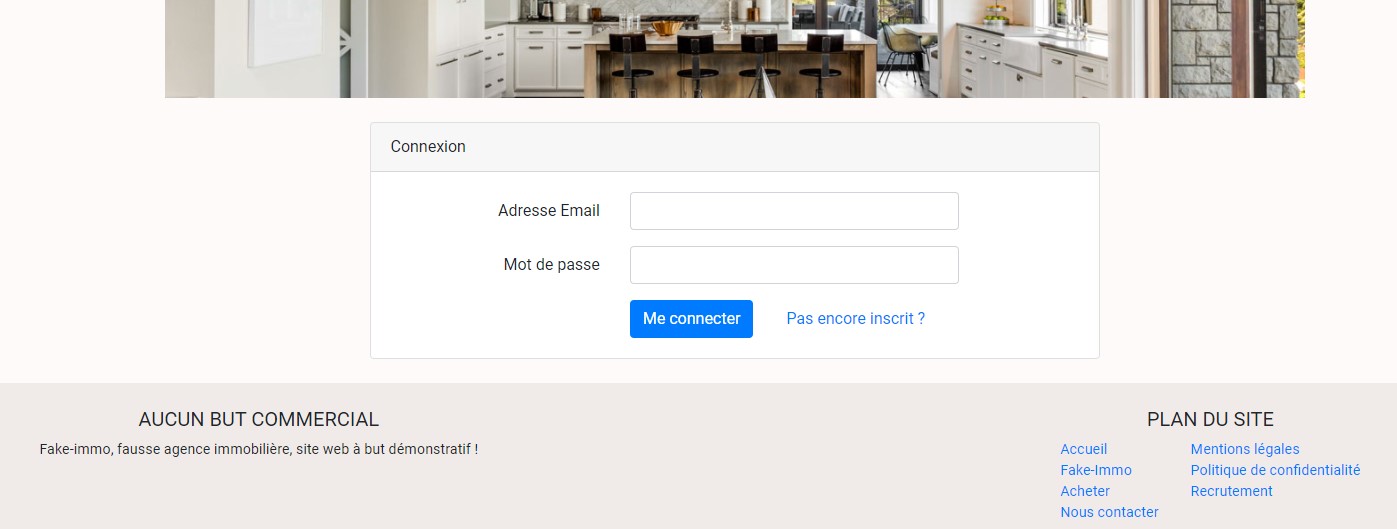 Connexion
Adresse Email
Mot de passe
Me connecter
Pas encore inscrit ?
AUCUN BUT COMMERCIAL
Fake-immo, fausse agence immobilière, site web à but démonstratif !
PLAN DU SITE
Accueil
Fake-Immo
Acheter
Nous contacter
Mentions légales
Politique de confidentialité
Recrutement